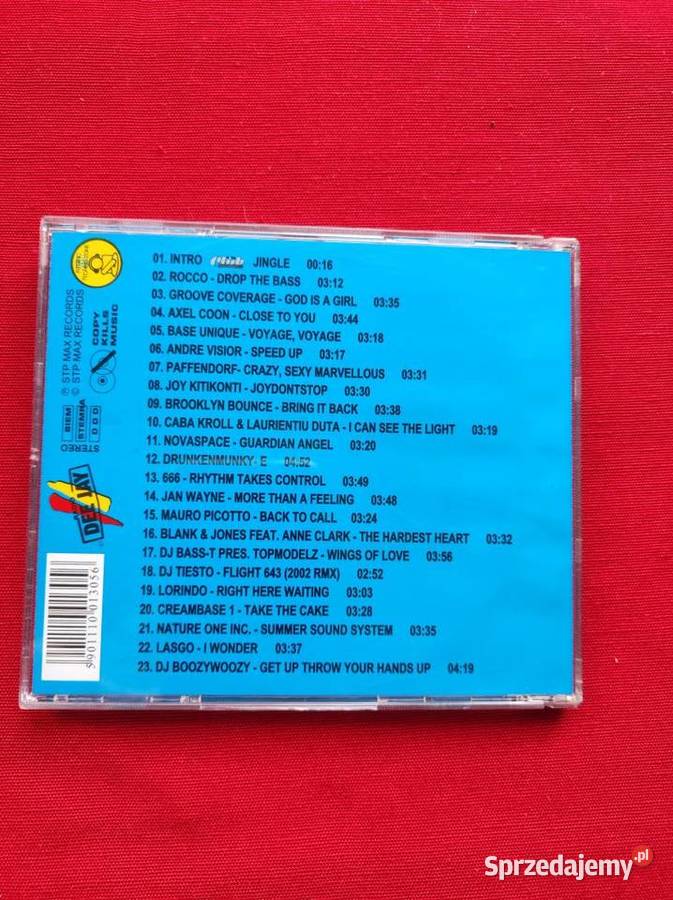 01. INTRO Club JINGLE 00:16
02. ROCCO - DROP THE BASS 03:12
03. GROOVE COVERAGE - GOD IS A GIRL 03:35
04. AXEL COON - CLOSE TO YOU 03:44
05. BASE UNIQUE - VOYAGE, VOYAGE 03:18
06. ANDRE VISIOR - SPEED UP 03:17
07. PAFFENDORF- CRAZY, SEXY MARVELLOUS 03:31
08. JOY KITIKONTI - JOYDONTSTOP 03:30
09. BROOKLYN BOUNCE - BRING IT BACK 03:38
10. CABA KROLL & LAURIENTIU DUTA - I CAN SEE THE LIGHT 03:19
11. NOVASPACE - GUARDIAN ANGEL 03:20
12. DRUNKENMUNKY- E 04:52
13. 666 - RHYTHM TAKES CONTROL 03:49
14. JAN WAYNE - MORE THAN A FEELING 03:48
15. MAURO PICOTTO - BACK TO CALL 03:24
16. BLANK & JONES FEAT. ANNE CLARK - THE HARDEST HEART 03:32
17. DJ BASS-T PRES. TOPMODELZ - WINGS OF LOVE 03:56
18. DJ TIESTO - FLIGHT 643 (2002 RMX) 02:52
19. LORINDO - RIGHT HERE WAITING 03:03
20. CREAMBASE 1 - TAKE THE CAKE 03:28
21. NATURE ONE INC. - SUMMER SOUND SYSTEM 03:35
22. LASGO - I WONDER 03:37
23. DJ BOOZYWOOZY - GET UP THROW YOUR HANDS UP 04:19
℗ STP MAX RECORDS
© STP MAX RECORDS
COPY
KILLS
MUSIC
BIEM
STEMRA
DDD
STEREO
DEEJAY
5 901110 013056
Sprzedajemy.pl